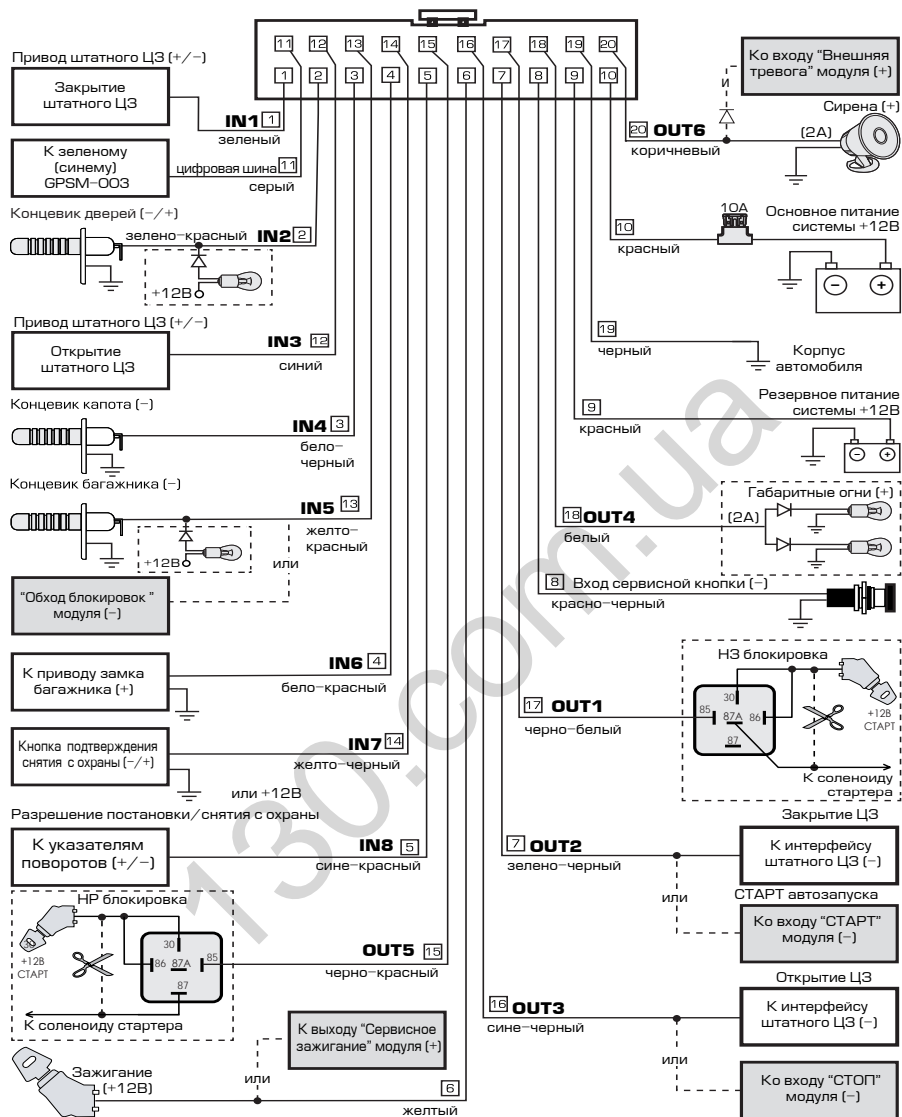 11 12 13 14 15 16 17 18 19 20
1 2 3 4 5 6 7 8 9 10
Привод штатного ЦЗ (+/-)
Закрытие
штатного ЦЗ
IN1 1
зеленый
К зеленому
(синему)
GPSM-003
цифровая шина 11
серый
Концевик дверей (-/+)
зелено-красный IN2 2
+12В
Привод штатного ЦЗ (+/-)
Открытие
штатного ЦЗ
IN3 12
синий
Концевик капота (-)
IN4 3
бело-
черный
Концевик багажника (-)
IN5 13
желто-
красный
+12В
или
"Обход блокировок"
модуля (-)
К приводу замка
багажника (+)
IN6 4
бело-красный
Кнопка подтверждения
снятия с охраны (-/+)
IN7 14
желто-черный
или +12В
Разрешение постановки/снятия с охраны
К указателям
поворотов (+/-)
IN8 5
сине-красный
НР блокировка
+12В
СТАРТ
30
86 87A 85
87
К соленоиду стартера
OUT5 15
черно-красный
Зажигание
(+12В)
К выходу "Сервисное
зажигание" модуля (+)
или
6
желтый
Ко входу "Внешняя
тревога" модуля (+)
и
Сирена (+)
20 OUT6
(2А)
коричневый
10
красный
10А
Основное питание
системы +12В
- +
19
черный
Корпус
автомобиля
9
красный
Резервное питание
системы +12В
- +
Габаритные огни (+)
18 OUT4
(2А)
белый
8 Вход сервисной кнопки (-)
красно-черный
НЗ блокировка
30
85 87A 86
87
+12В
СТАРТ
К соленоиду
стартера
17 OUT1
черно-белый
Закрытие ЦЗ
7 OUT2
зелено-черный
К интерфейсу
штатного ЦЗ (-)
или
СТАРТ автозапуска
Ко входу "СТАРТ"
модуля (-)
Открытие ЦЗ
16 OUT3
сине-черный
К интерфейсу
штатного ЦЗ (-)
или
Ко входу "СТОП"
модуля (-)
130.com.ua